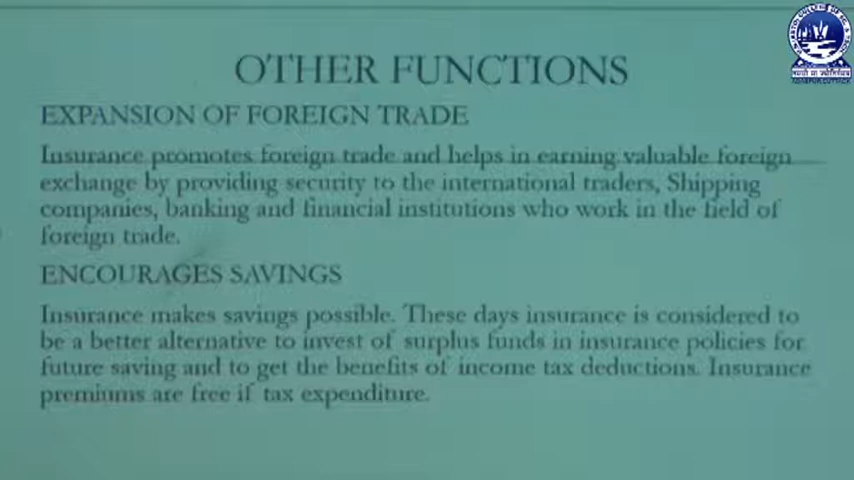 OTHER FUNCTIONS
EXPANSION OF FOREIGN TRADE
Insurance promotes foreign trade and helps in earning valuable foreign
exchange by providing security to the international traders, Shipping
companies, banking and financial institutions who work in the field of
foreign trade.
ENCOURAGES SAVINGS
Insurance makes savings possible. These days insurance is considered to
be a better alternative to invest of surplus funds in insurance policies for
future saving and to get the benefits of income tax deductions. Insurance
premiums are free if tax expenditure.